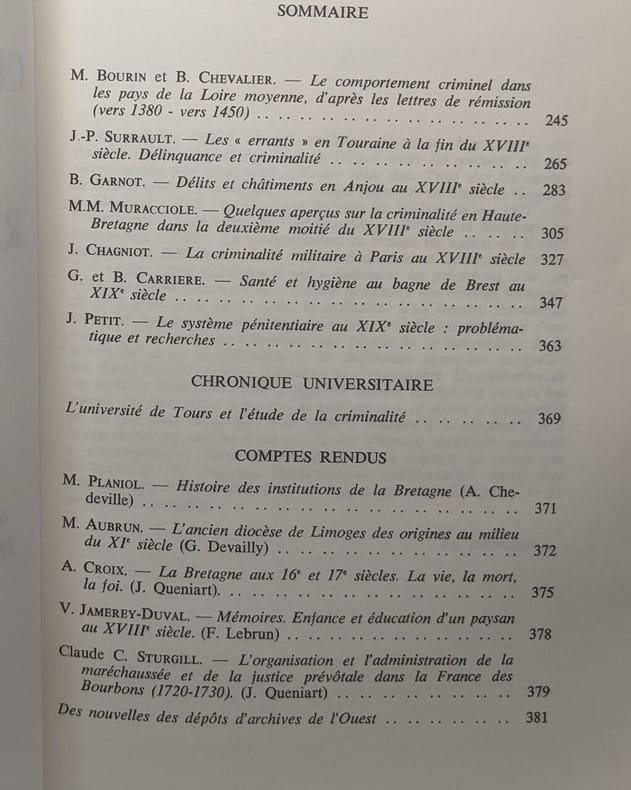 SOMMAIRE
M. BOURIN et B. CHEVALIER. — Le comportement criminel dans
les pays de la Loire moyenne, d'après les lettres de rémission
(vers 1380 - vers 1450) .. .. .. .. .. .. .. .. .. .. .. .. 245
J.-P. SURRAULT. — Les « errants » en Touraine à la fin du XVIIIe
siècle. Délinquance et criminalité .. .. .. .. .. .. .. .. .. 265
B. GARNOT. — Délits et châtiments en Anjou au XVIIIe siècle .. 283
M.M. MURACCIOLE. — Quelques aperçus sur la criminalité en Haute-
Bretagne dans la deuxième moitié du XVIIIe siècle .. .. .. 305
J. CHAGNIOT. — La criminalité militaire à Paris au XVIIIe siècle 327
G. et B. CARRIERE. — Santé et hygiène au bagne de Brest au
XIXe siècle .. .. .. .. .. .. .. .. .. .. .. .. .. .. .. .. 347
J. PETIT. — Le système pénitentiaire au XIXe siècle : probléma-
tique et recherches .. .. .. .. .. .. .. .. .. .. .. .. .. 363
CHRONIQUE UNIVERSITAIRE
L'université de Tours et l'étude de la criminalité .. .. .. .. .. 369
COMPTES RENDUS
M. PLANIOL. — Histoire des institutions de la Bretagne (A. Che-
deville) .. .. .. .. .. .. .. .. .. .. .. .. .. .. .. .. .. 371
M. AUBRUN. — L'ancien diocèse de Limoges des origines au milieu
du XIe siècle (G. Devailly) .. .. .. .. .. .. .. .. .. .. .. 372
A. CROIX. — La Bretagne aux 16e et 17e siècles. La vie, la mort,
la foi. (J. Queniart). .. .. .. .. .. .. .. .. .. .. .. .. .. 375
V. JAMEREY-DUVAL. — Mémoires. Enfance et éducation d'un paysan
au XVIIIe siècle. (F. Lebrun) .. .. .. .. .. .. .. .. .. .. 378
Claude C. STURGILL. — L'organisation et l'administration de la
maréchaussée et de la justice prévôtale dans la France des
Bourbons (1720-1730). (J. Queniart) .. .. .. .. .. .. .. .. 379
Des nouvelles des dépôts d'archives de l'Ouest .. .. .. .. .. .. 381